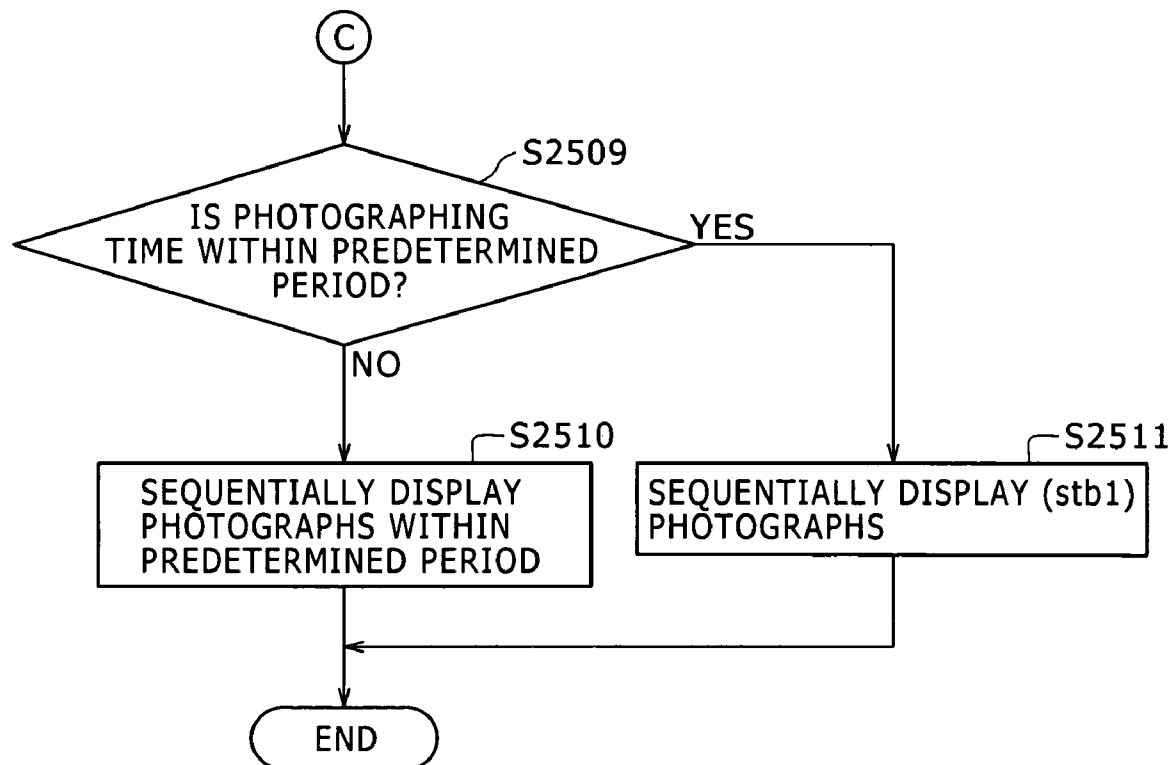 C
S2509
IS PHOTOGRAPHING
TIME WITHIN PREDETERMINED
PERIOD?
YES
NO
S2510
SEQUENTIALLY DISPLAY
PHOTOGRAPHS WITHIN
PREDETERMINED PERIOD
S2511
SEQUENTIALLY DISPLAY (stb1)
PHOTOGRAPHS
END